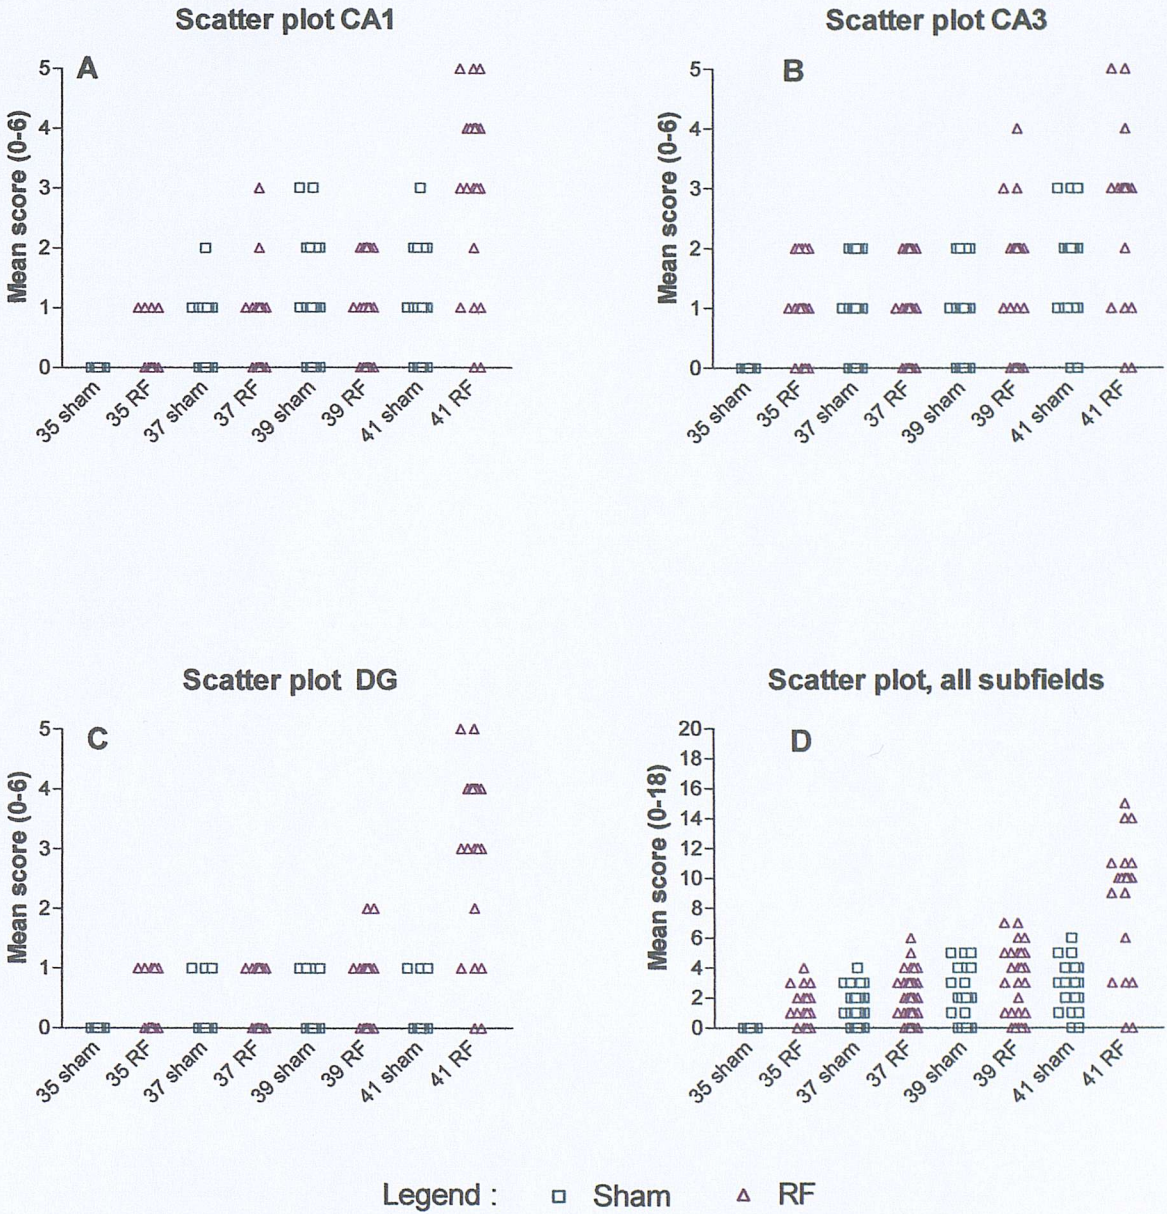 Scatter plot CA1
A
Mean score (0-6)
5
4
3
2
1
0
35 sham
35 RF
37 sham
37 RF
39 sham
39 RF
41 sham
41 RF
Scatter plot CA3
B
Mean score (0-6)
5
4
3
2
1
0
35 sham
35 RF
37 sham
37 RF
39 sham
39 RF
41 sham
41 RF
Scatter plot DG
C
Mean score (0-6)
5
4
3
2
1
0
35 sham
35 RF
37 sham
37 RF
39 sham
39 RF
41 sham
41 RF
Scatter plot, all subfields
D
Mean score (0-18)
20
18
16
14
12
10
8
6
4
2
0
35 sham
35 RF
37 sham
37 RF
39 sham
39 RF
41 sham
41 RF
Legend : Sham RF